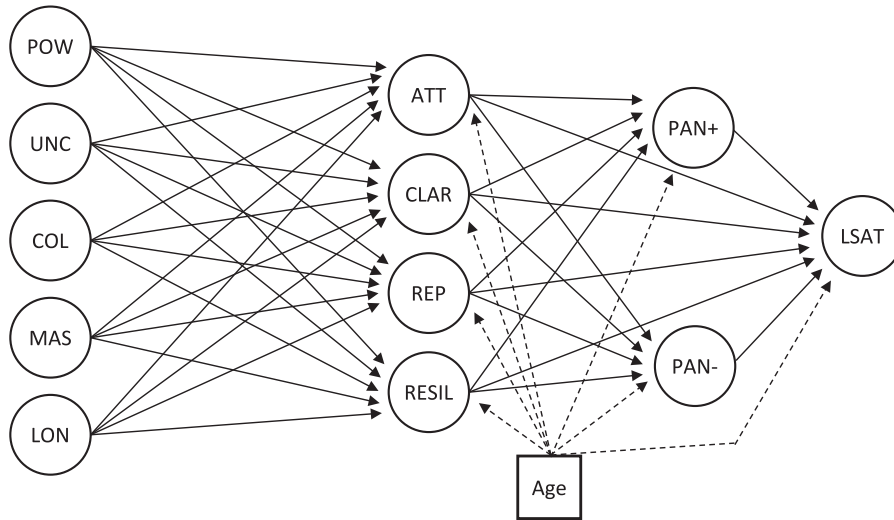 POW
UNC
COL
MAS
LON
ATT
CLAR
REP
RESIL
PAN+
PAN-
LSAT
Age